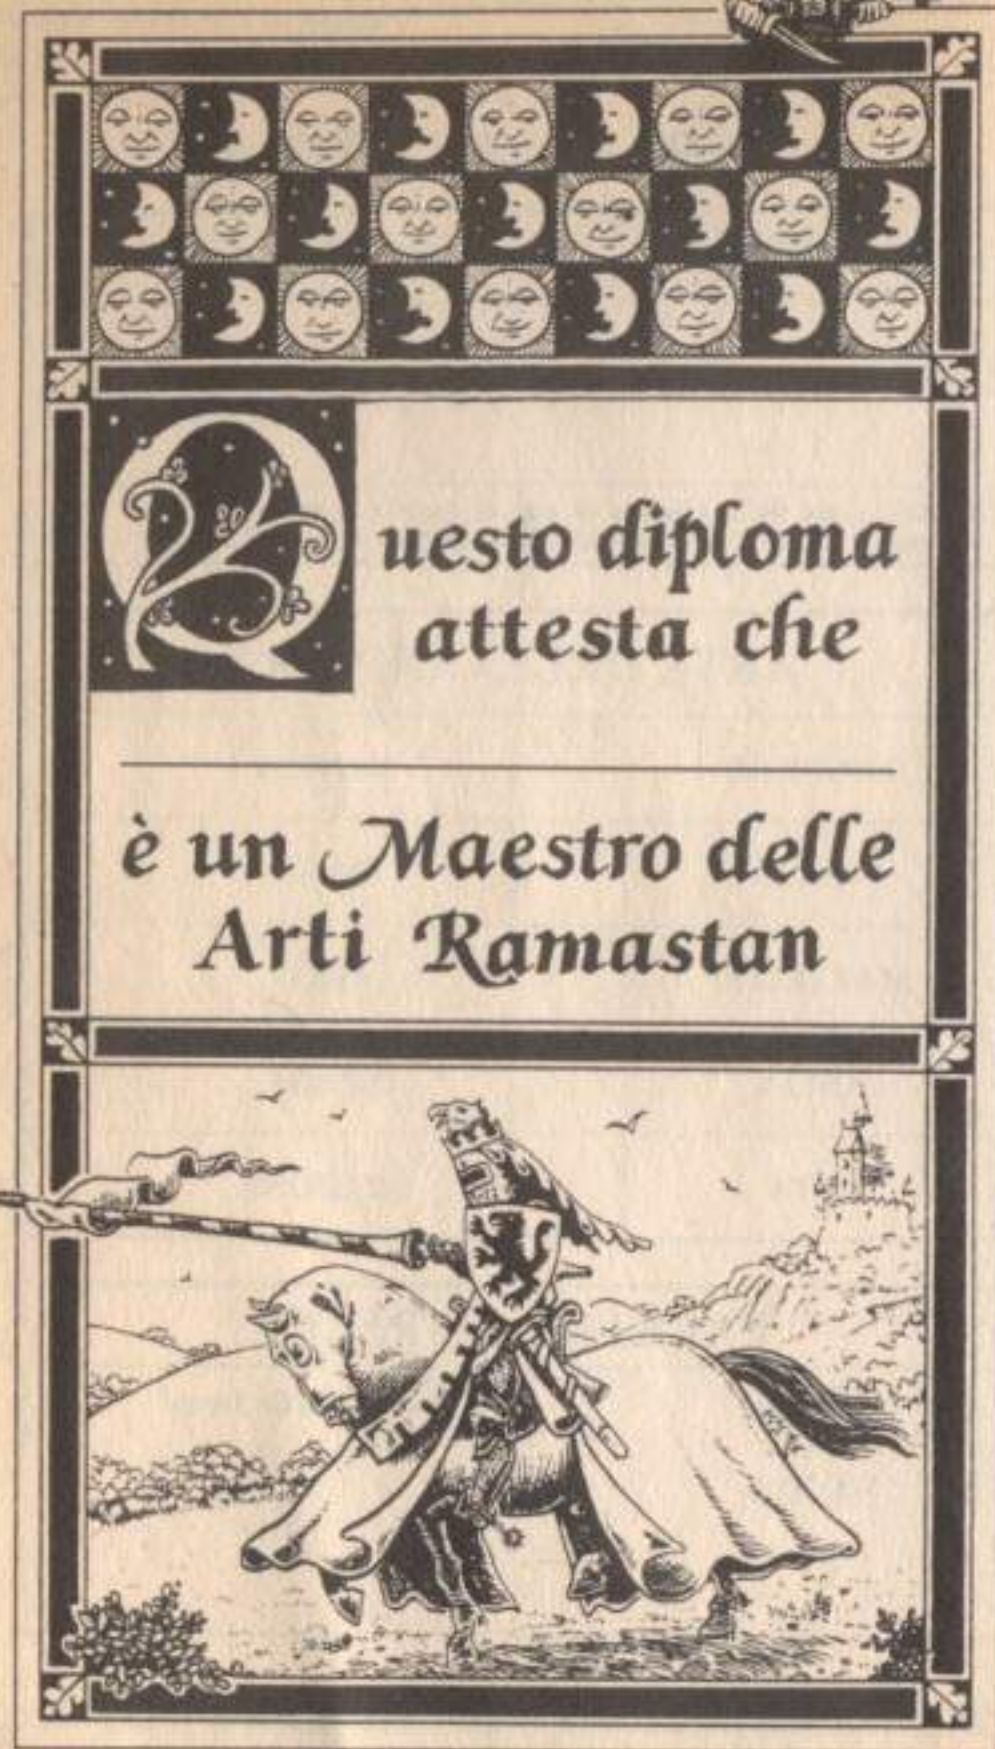 Questo diploma
attesta che
è un Maestro delle
Arti Ramastan